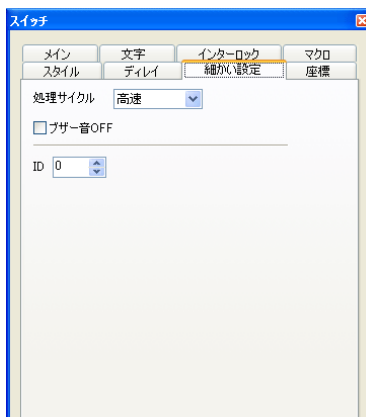 スイッチ
メイン 文字 インターロック マクロ
スタイル ディレイ 細かい設定 座標
処理サイクル 高速
ブザー音OFF
ID 0